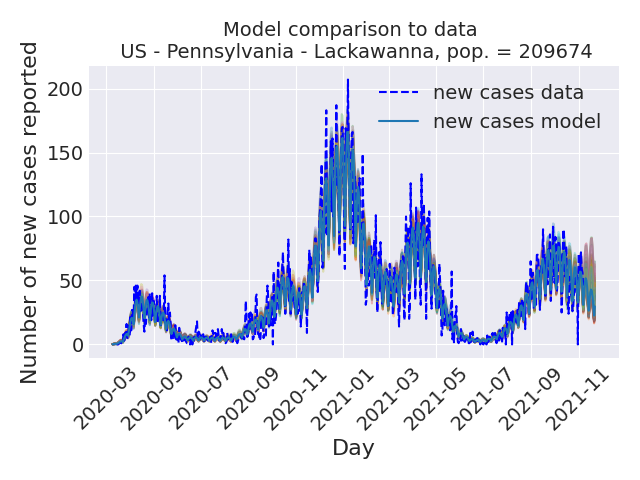 Model comparison to data
US - Pennsylvania - Lackawanna, pop. = 209674
Number of new cases reported
200
150
100
50
0
new cases data
new cases model
2020-03
2020-05
2020-07
2020-09
2020-11
2021-01
2021-03
2021-05
2021-07
2021-09
2021-11
Day